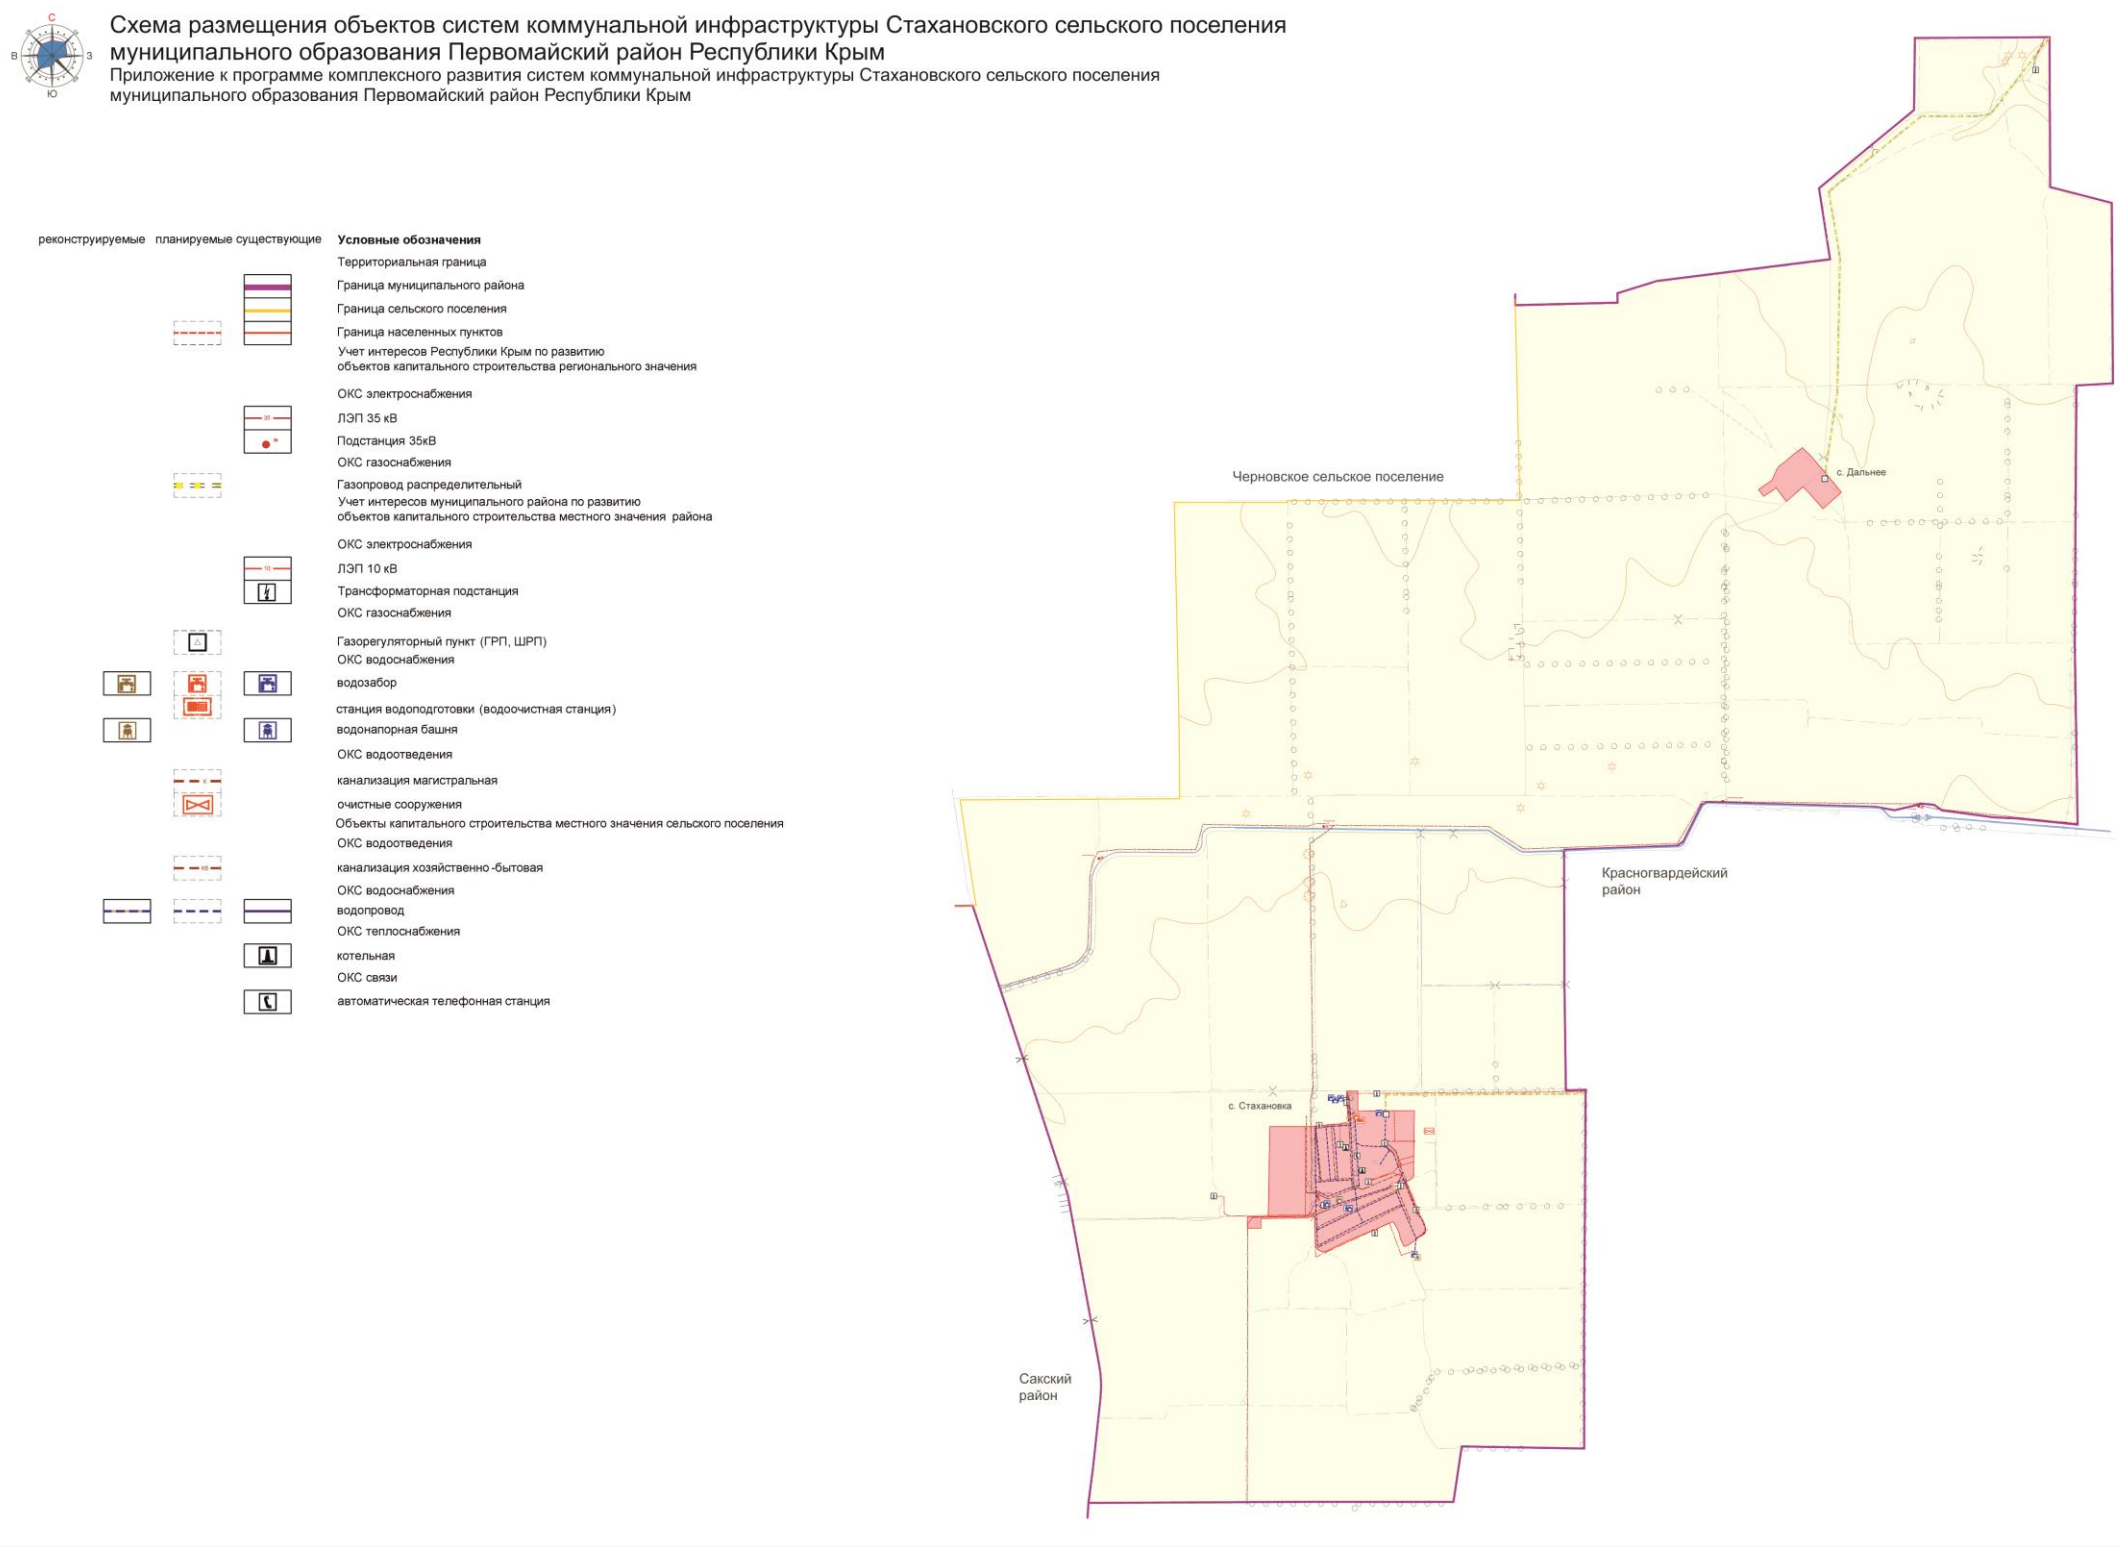 Схема размещения объектов систем коммунальной инфраструктуры Стахановского сельского поселения
муниципального образования Первомайский район Республики Крым
Приложение к программе комплексного развития систем коммунальной инфраструктуры Стахановского сельского поселения
муниципального образования Первомайский район Республики Крым
С
В
З
Ю
реконструируемые планируемые существующие Условные обозначения
Территориальная граница
Граница муниципального района
Граница сельского поселения
Граница населенных пунктов
Учет интересов Республики Крым по развитию
объектов капитального строительства регионального значения
ОКС электроснабжения
35 ЛЭП 35 кВ
Подстанция 35кВ
ОКС газоснабжения
Газопровод распределительный
Учет интересов муниципального района по развитию
объектов капитального строительства местного значения района
ОКС электроснабжения
10 ЛЭП 10 кВ
Трансформаторная подстанция
ОКС газоснабжения
Газорегуляторный пункт (ГРП, ШРП)
ОКС водоснабжения
водозабор
станция водоподготовки (водоочистная станция)
водонапорная башня
ОКС водоотведения
канализация магистральная
очистные сооружения
Объекты капитального строительства местного значения сельского поселения
ОКС водоотведения
канализация хозяйственно-бытовая
ОКС водоснабжения
водопровод
ОКС теплоснабжения
котельная
ОКС связи
автоматическая телефонная станция
Черновское сельское поселение
с. Дальнее
Красногвардейский
район
с. Стахановка
Сакский
район